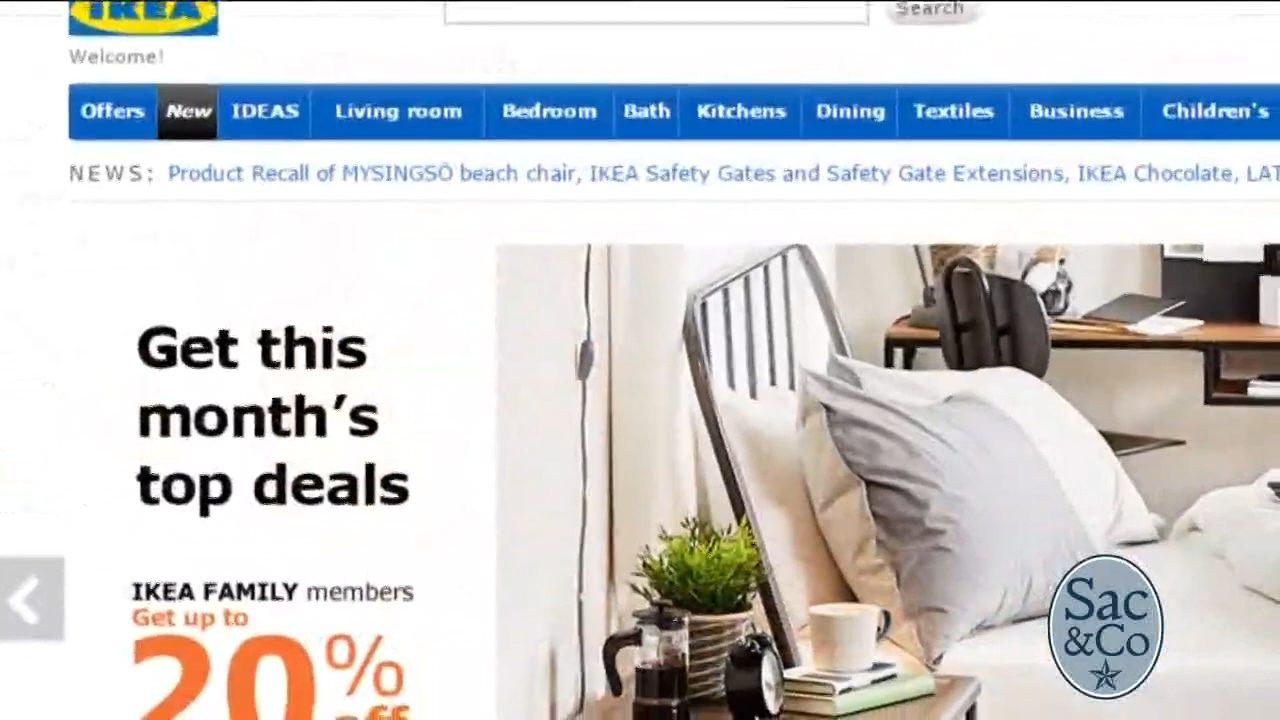 IKEA
Search
Welcome!
Offers New IDEAS Living room Bedroom Bath Kitchens Dining Textiles Business Children's
NEWS: Product Recall of MYSINGSÖ beach chair, IKEA Safety Gates and Safety Gate Extensions, IKEA Chocolate, LAT
Get this
month's
top deals
IKEA FAMILY members
Get up to
20%
off
Sac
&Co